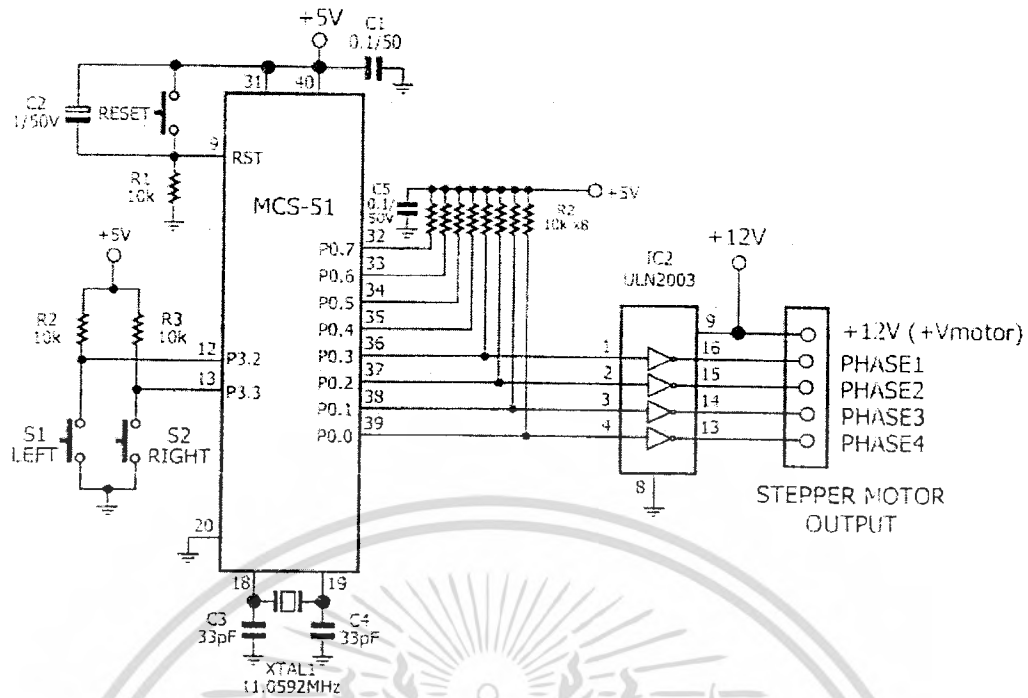 +5V
C1
0.1/50
31
40
C2
1/50V
RESET
9
RST
R1
10k
MCS-51
C5
0.1/
50V
R2
10k x8
+5V
32
P0.7
33
P0.6
34
P0.5
35
P0.4
36
P0.3
37
P0.2
38
P0.1
39
P0.0
+5V
R2
10k
R3
10k
12
P3.2
13
P3.3
S1
LEFT
S2
RIGHT
20
18
19
C3
33pF
C4
33pF
XTAL1
11.0592MHz
IC2
ULN2003
+12V
9
1
16
2
15
3
14
4
13
8
+12V (+Vmotor)
PHASE1
PHASE2
PHASE3
PHASE4
STEPPER MOTOR
OUTPUT